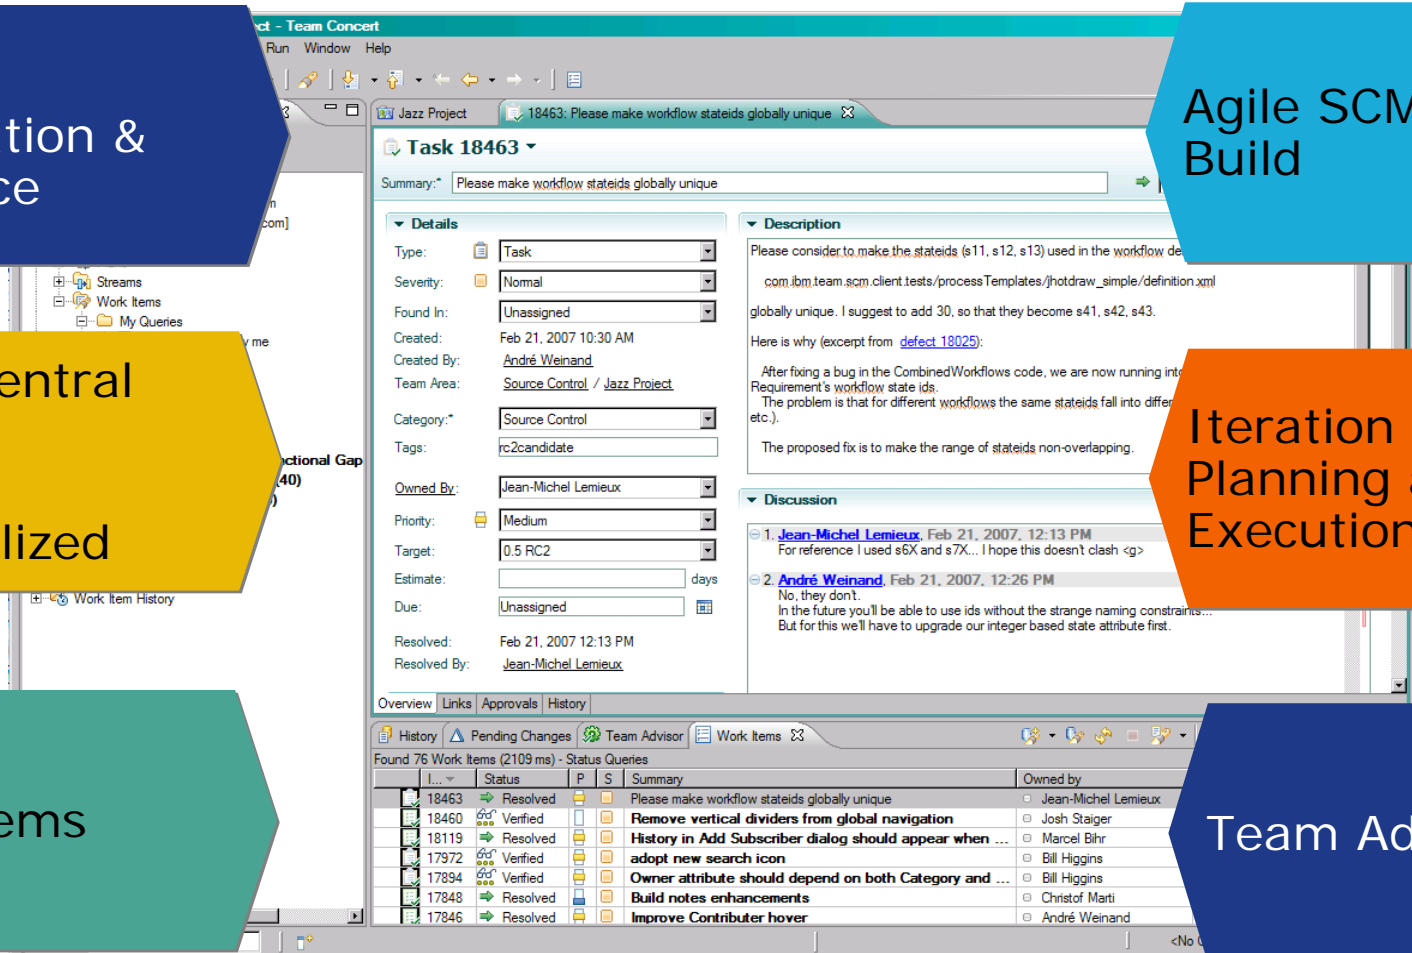 ct - Team Concert
Run Window Help
Jazz Project
18463: Please make workflow stateids globally unique
Task 18463
Summary:* Please make workflow stateids globally unique
Details
Type: Task
Severity: Normal
Found In: Unassigned
Created: Feb 21, 2007 10:30 AM
Created By: André Weinand
Team Area: Source Control / Jazz Project
Category:* Source Control
Tags: rc2candidate
Owned By: Jean-Michel Lemieux
Priority: Medium
Target: 0.5 RC2
Estimate: days
Due: Unassigned
Resolved: Feb 21, 2007 12:13 PM
Resolved By: Jean-Michel Lemieux
Description
Please consider to make the stateids (s11, s12, s13) used in the workflow de
com.ibm.team.scm.client.tests/processTemplates/jhotdraw_simple/definition.xml
globally unique. I suggest to add 30, so that they become s41, s42, s43.
Here is why (excerpt from defect 18025):
After fixing a bug in the CombinedWorkflows code, we are now running into
Requirement's workflow state ids.
The problem is that for different workflows the same stateids fall into differ
etc.).
The proposed fix is to make the range of stateids non-overlapping.
Discussion
1. Jean-Michel Lemieux, Feb 21, 2007, 12:13 PM
For reference I used s6X and s7X... I hope this doesn't clash <g>
2. André Weinand, Feb 21, 2007, 12:26 PM
No, they don't.
In the future you'll be able to use ids without the strange naming constraints...
But for this we'll have to upgrade our integer based state attribute first.
Overview Links Approvals History
History Pending Changes Team Advisor Work Items
Found 76 Work Items (2109 ms) - Status Queries
I... Status P S Summary Owned by
18463 Resolved Please make workflow stateids globally unique Jean-Michel Lemieux
18460 Verified Remove vertical dividers from global navigation Josh Staiger
18119 Resolved History in Add Subscriber dialog should appear when ... Marcel Bihr
17972 Verified adopt new search icon Bill Higgins
17894 Verified Owner attribute should depend on both Category and ... Bill Higgins
17848 Resolved Build notes enhancements Christof Marti
17846 Resolved Improve Contributer hover André Weinand
<No
com]
Streams
Work Items
My Queries
y me
nctional Gap
(40)
)
Work Item History
tion &
ce
entral
lized
ems
Agile SCM
Build
Iteration
Planning a
Execution
Team Ad